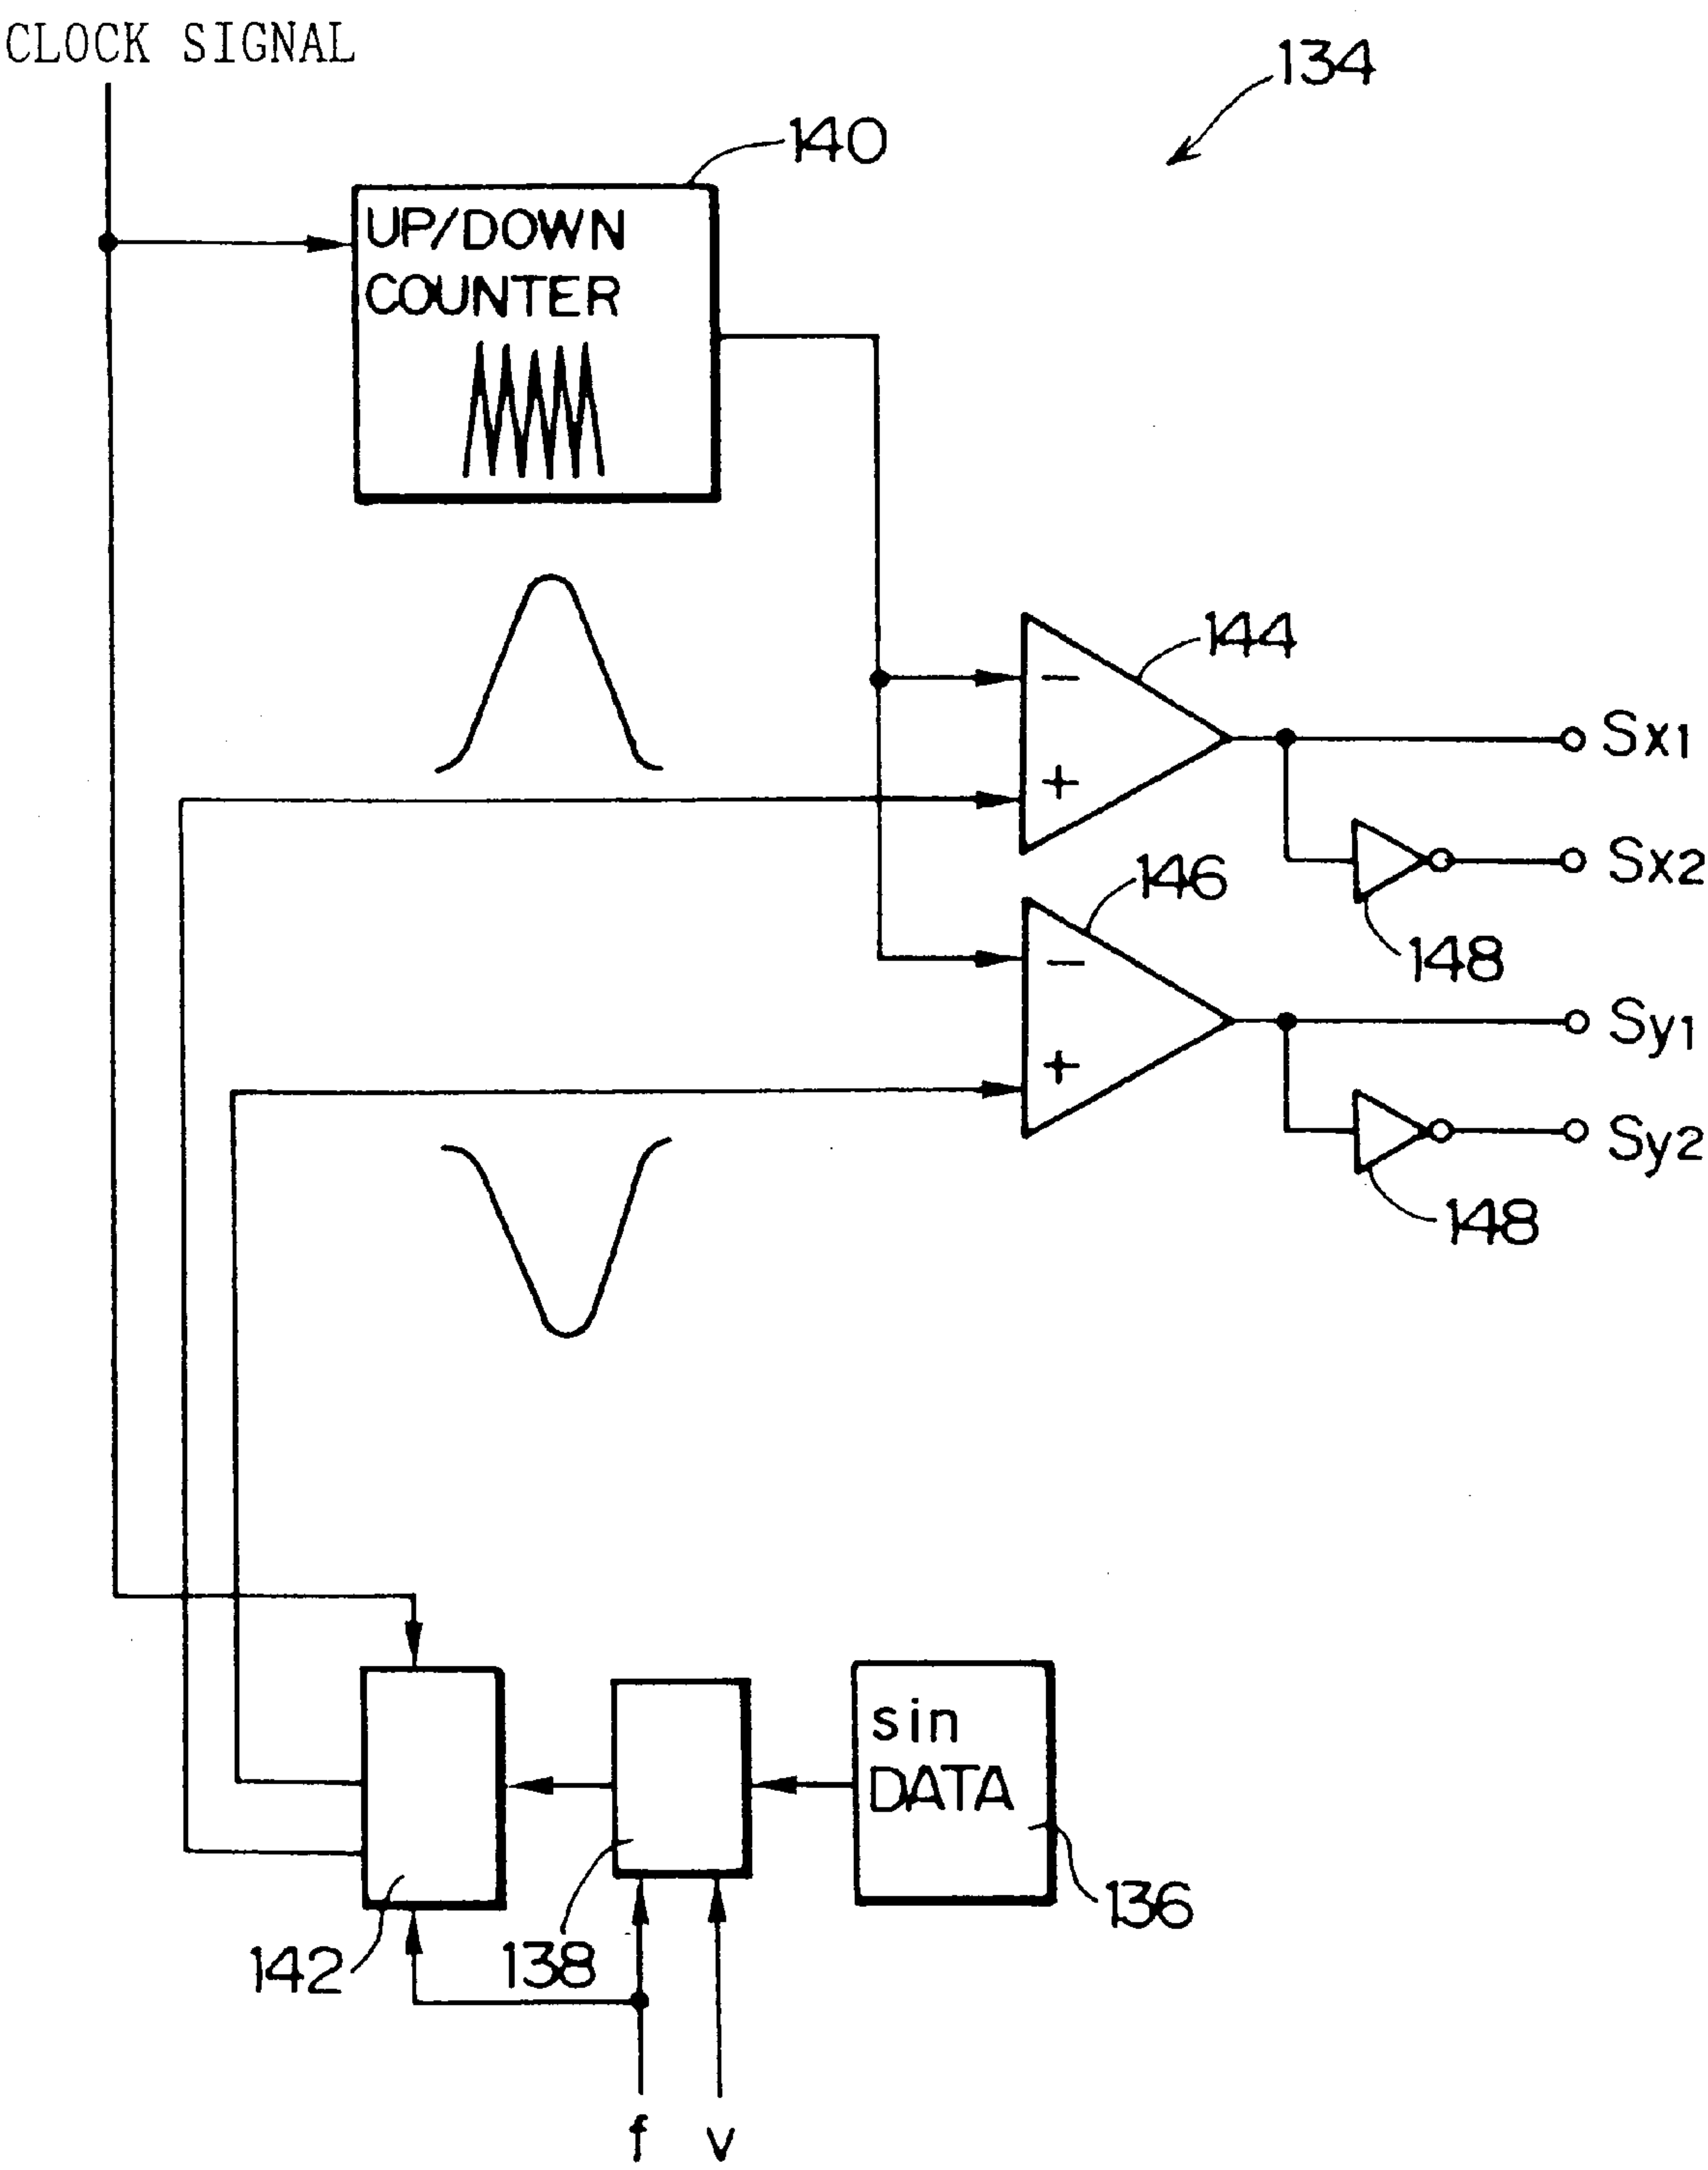 CLOCK SIGNAL
134
140
UP/DOWN
COUNTER
144
−
+
Sx1
Sx2
148
146
−
+
Sy1
Sy2
148
sin
DATA
136
138
142
f v